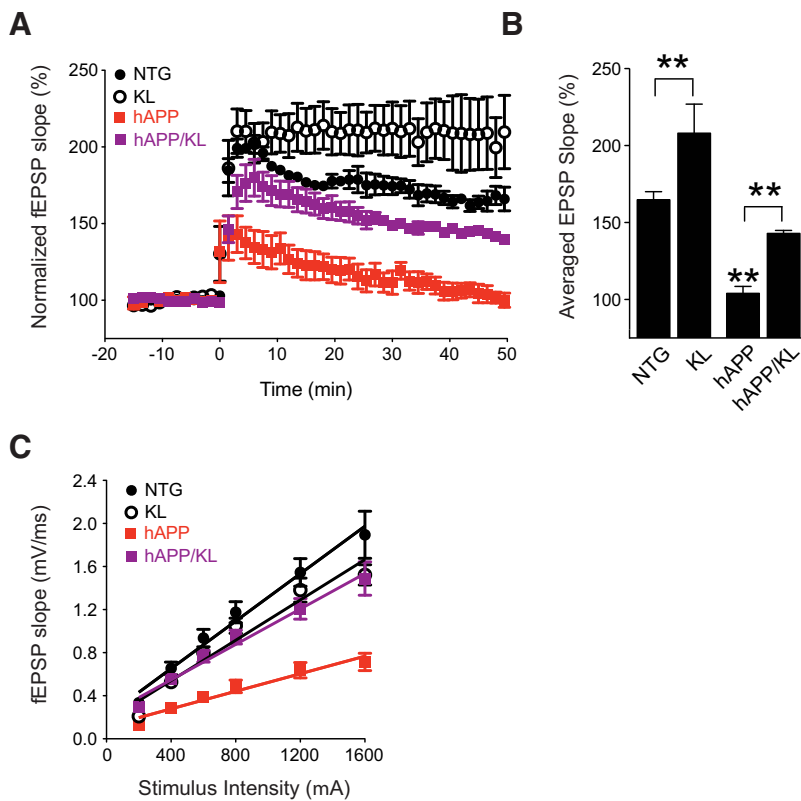 A
Normalized fEPSP slope (%)
250
200
150
100
NTG
KL
hAPP
hAPP/KL
-20 -10 0 10 20 30 40 50
Time (min)
B
Averaged EPSP Slope (%)
250
200
150
100
**
**
**
NTG KL hAPP hAPP/KL
C
fEPSP slope (mV/ms)
2.4
2.0
1.6
1.2
0.8
0.4
0.0
NTG
KL
hAPP
hAPP/KL
0 400 800 1200 1600
Stimulus Intensity (mA)